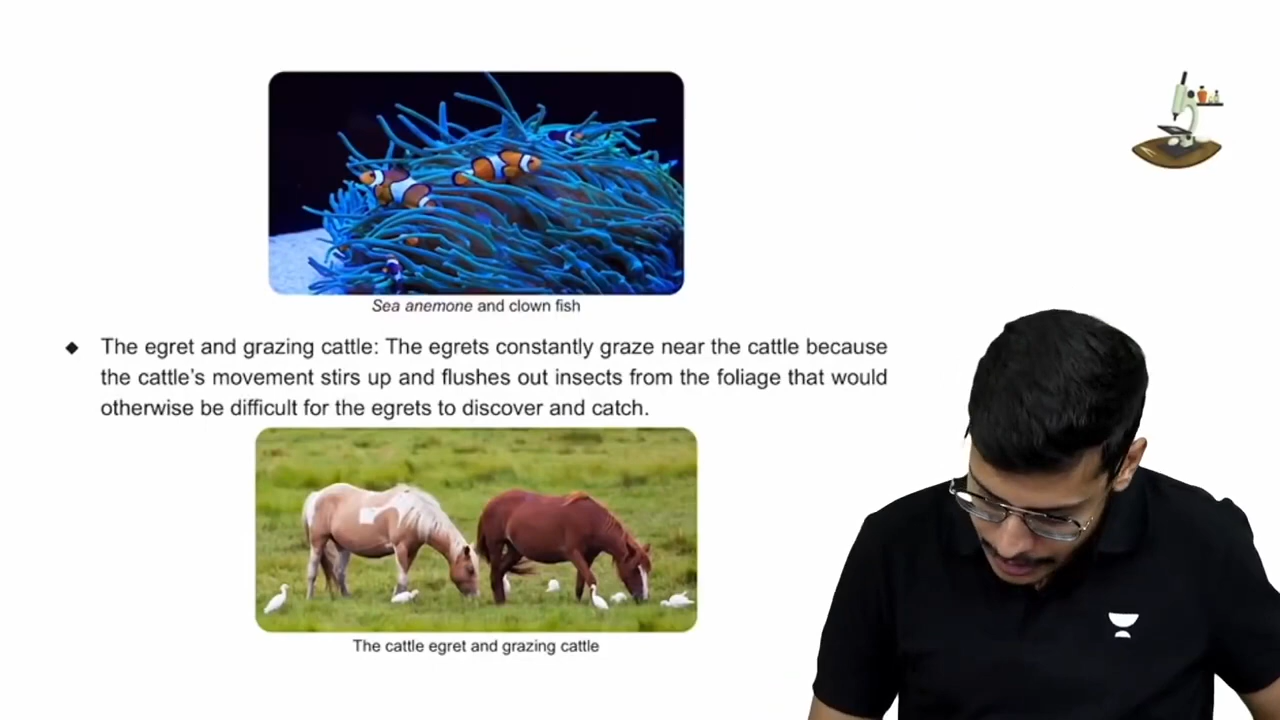 Sea anemone and clown fish
◆ The egret and grazing cattle: The egrets constantly graze near the cattle because
the cattle's movement stirs up and flushes out insects from the foliage that would
otherwise be difficult for the egrets to discover and catch.
The cattle egret and grazing cattle